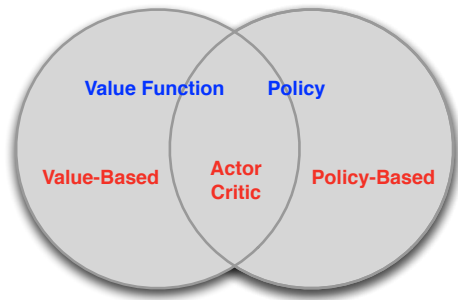 Value Function
Policy
Value-Based
Actor
Critic
Policy-Based